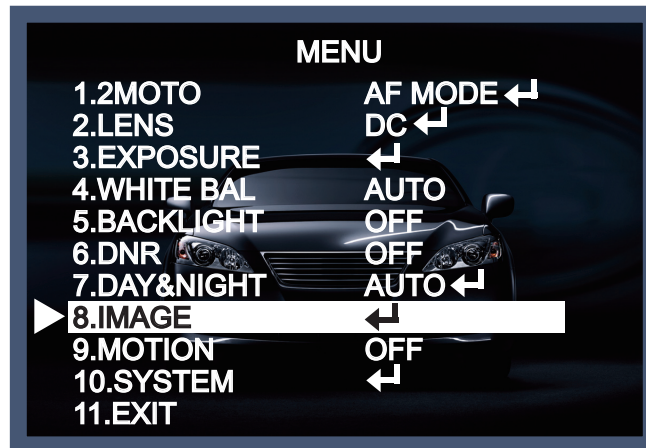 MENU
1.2MOTO AF MODE ↵
2.LENS DC ↵
3.EXPOSURE ↵
4.WHITE BAL AUTO
5.BACKLIGHT OFF
6.DNR OFF
7.DAY&NIGHT AUTO ↵
8.IMAGE ↵
9.MOTION OFF
10.SYSTEM ↵
11.EXIT